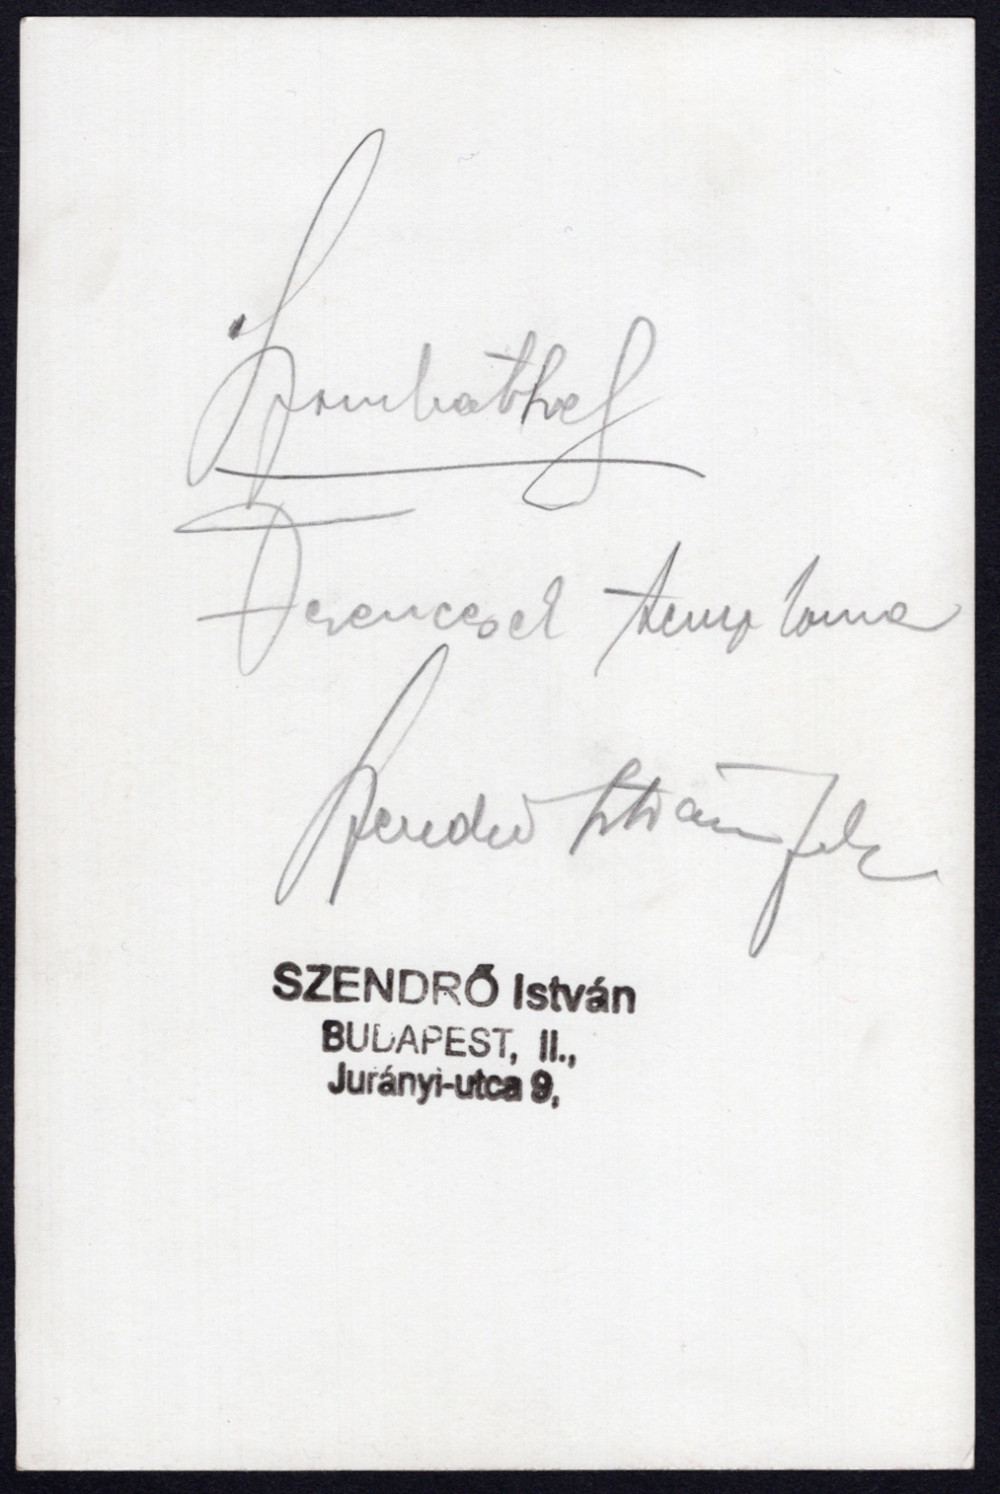 Szombathely
Ferencesek temploma
Szendrő István felv
SZENDRŐ István
BUDAPEST, II.,
Jurányi-utca 9,